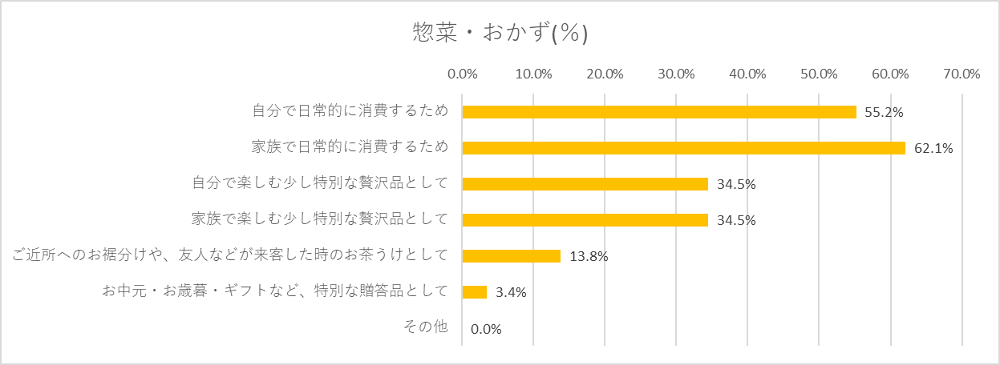 惣菜・おかず(％)
0.0% 10.0% 20.0% 30.0% 40.0% 50.0% 60.0% 70.0%
自分で日常的に消費するため 55.2%
家族で日常的に消費するため 62.1%
自分で楽しむ少し特別な贅沢品として 34.5%
家族で楽しむ少し特別な贅沢品として 34.5%
ご近所へのお裾分けや、友人などが来客した時のお茶うけとして 13.8%
お中元・お歳暮・ギフトなど、特別な贈答品として 3.4%
その他 0.0%